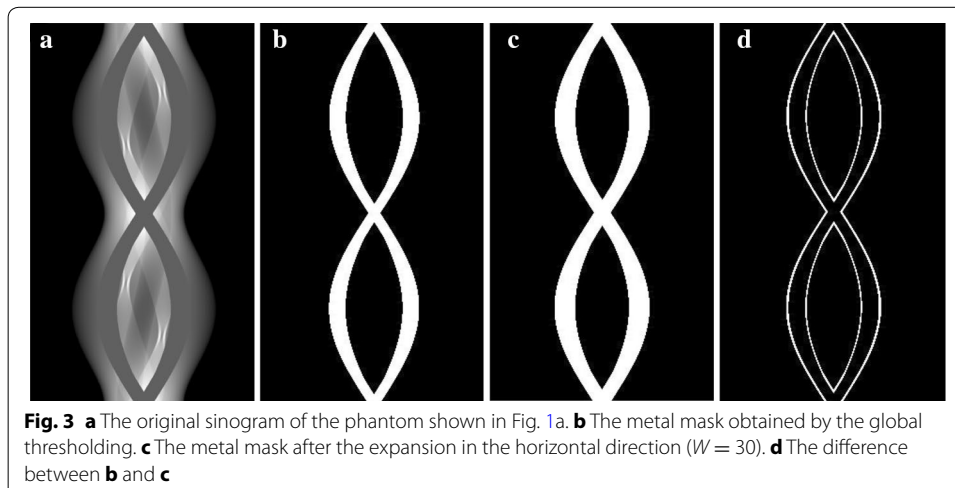 a b c d
Fig. 3 a The original sinogram of the phantom shown in Fig. 1a. b The metal mask obtained by the global
thresholding. c The metal mask after the expansion in the horizontal direction (W = 30). d The difference
between b and c